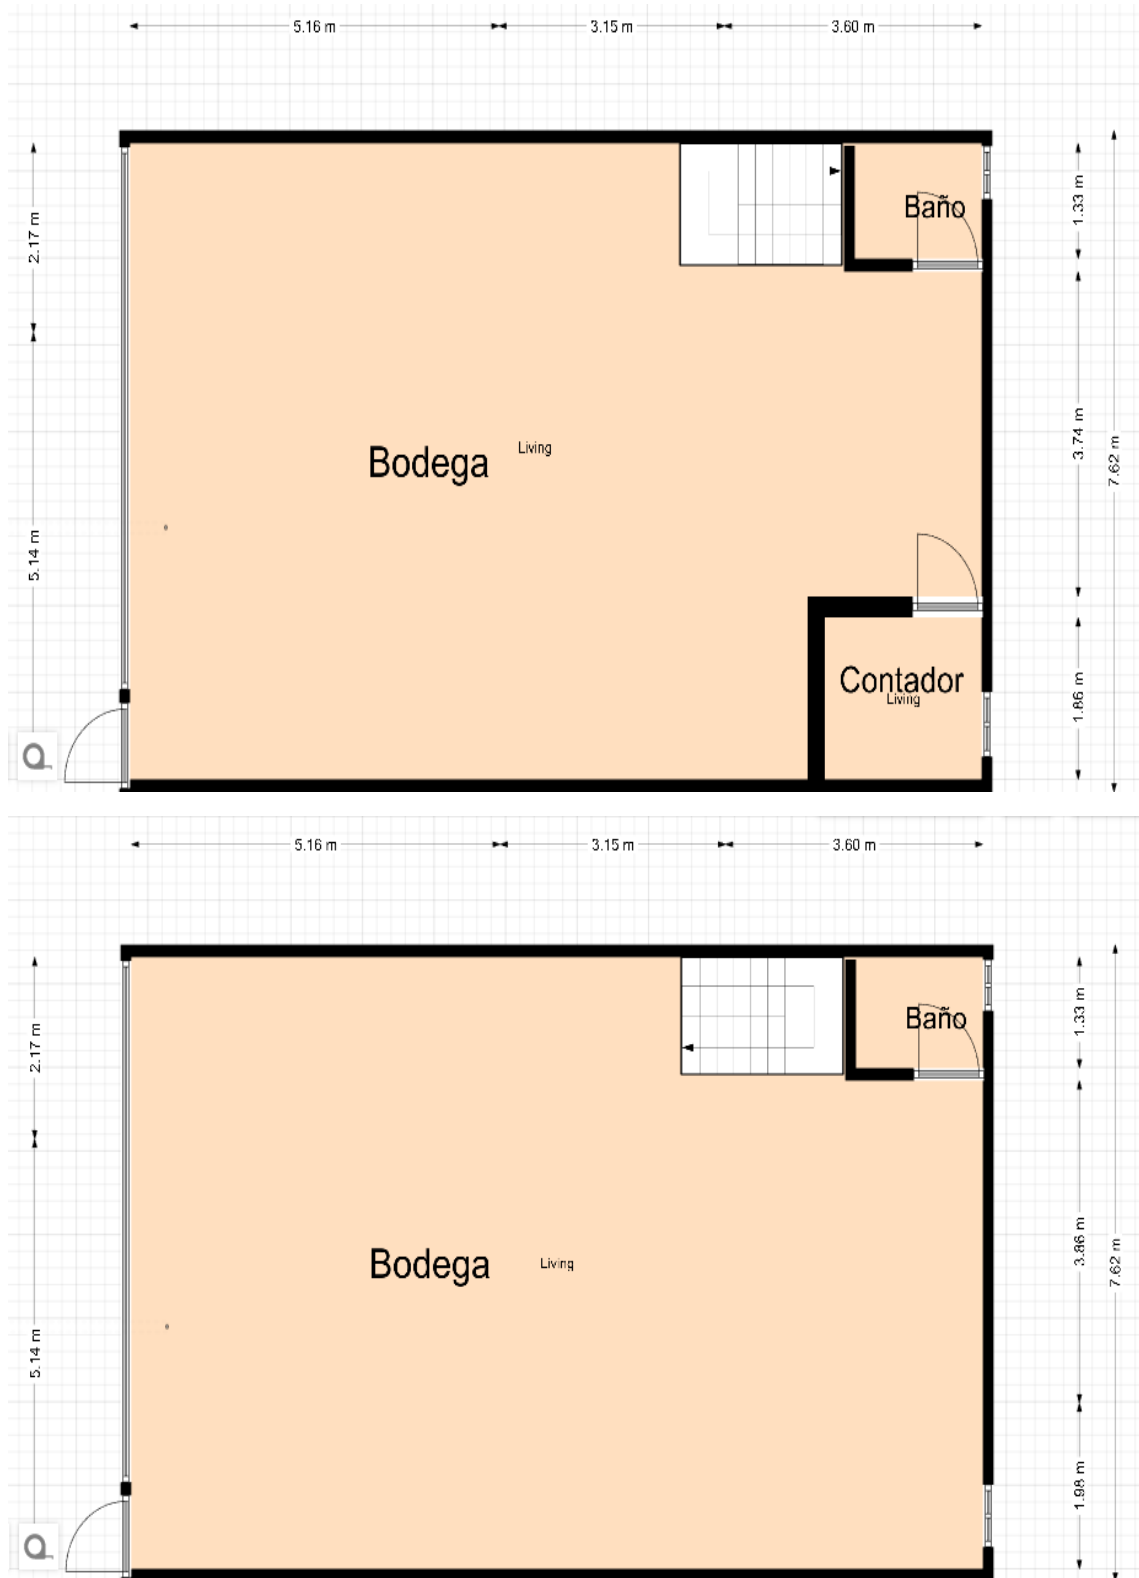 5.16 m 3.15 m 3.60 m
Baño
1.33 m
2.17 m
3.74 m
7.62 m
Bodega Living
5.14 m
Contador
Living
1.86 m
5.16 m 3.15 m 3.60 m
Baño
1.33 m
2.17 m
3.86 m
7.62 m
Bodega Living
5.14 m
1.98 m